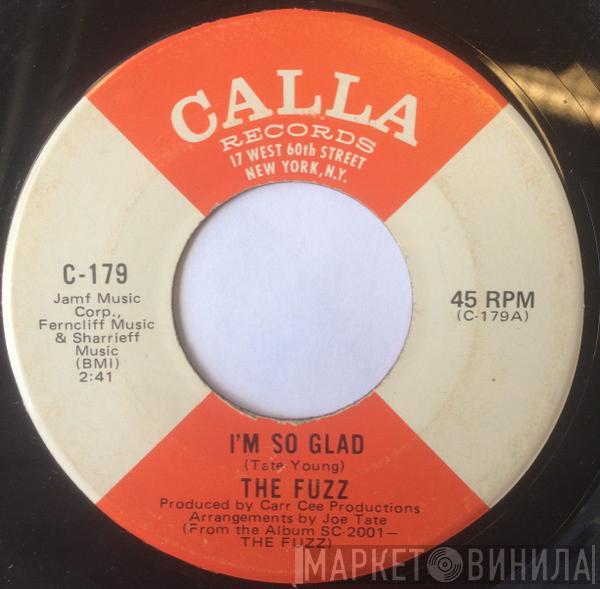 CALLA
RECORDS
17 WEST 60th STREET
NEW YORK, N.Y.
C-179
Jamf Music
Corp.,
Ferncliff Music
& Sharrieff
Music
(BMI)
2:41
45 RPM
(C-179A)
I'M SO GLAD
(Tate Young)
THE FUZZ
Produced by Carr Cee Productions
Arrangements by Joe Tate
(From the Album SC-2001—
THE FUZZ)
МАРКЕТ ВИНИЛА